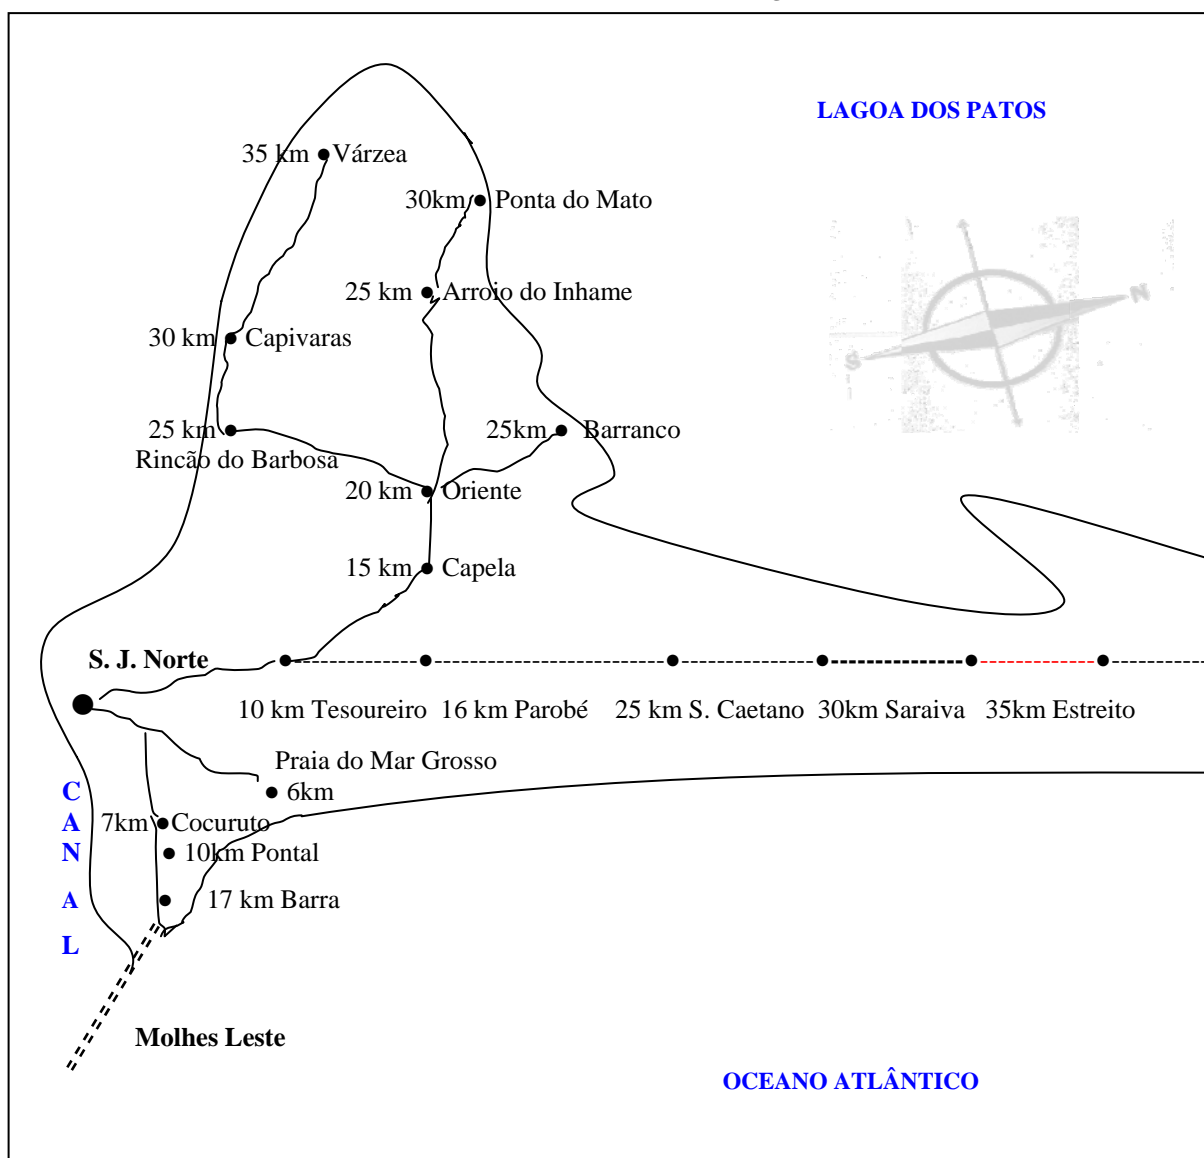 LAGOA DOS PATOS
35 km Várzea
30km Ponta do Mato
25 km Arroio do Inhame
N
30 km Capivaras
S
25 km
Rincão do Barbosa
25km Barranco
20 km Oriente
15 km Capela
S. J. Norte
10 km Tesoureiro 16 km Parobé 25 km S. Caetano 30km Saraiva 35km Estreito
Praia do Mar Grosso
6km
CANAL
7km Cocuruto
10km Pontal
17 km Barra
Molhes Leste
OCEANO ATLÂNTICO